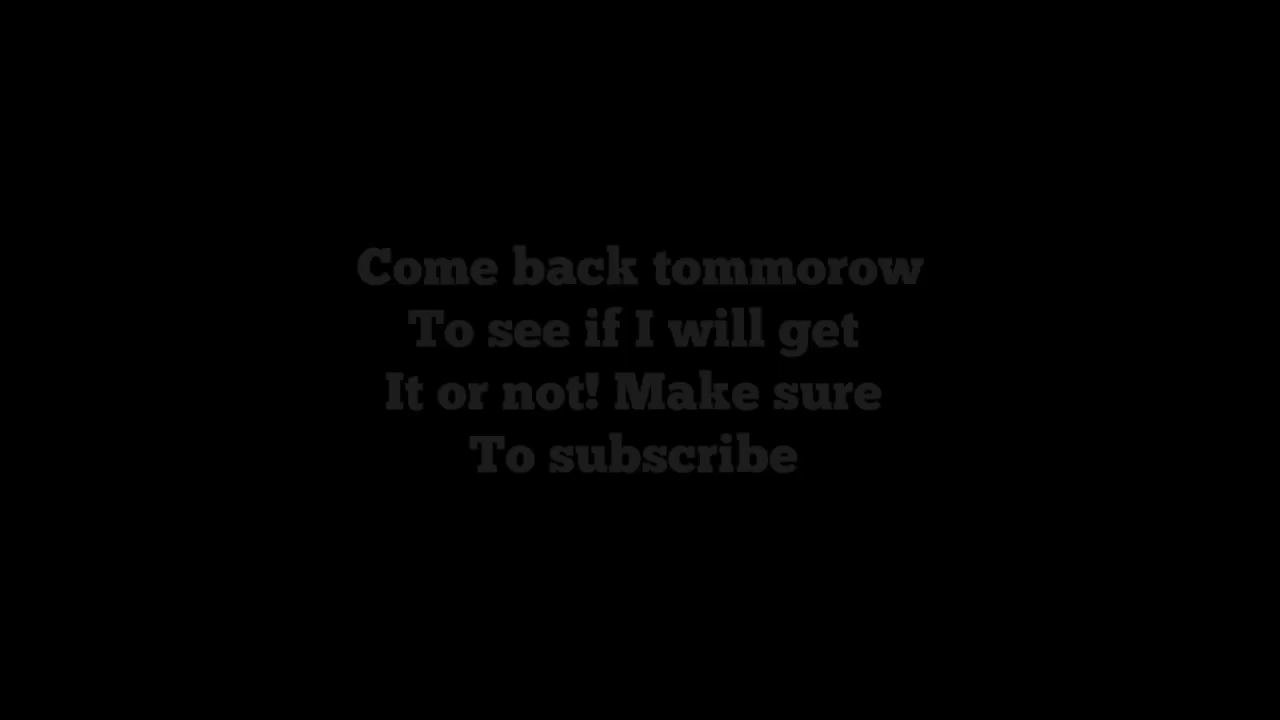 Come back tommorow
To see if I will get
It or not! Make sure
To subscribe